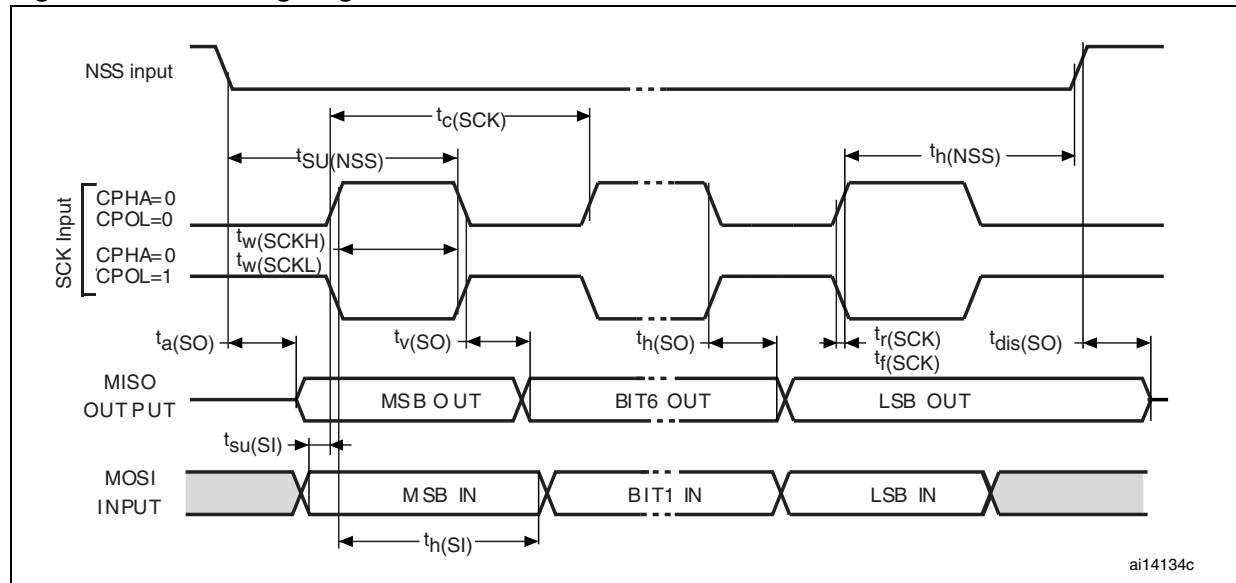 NSS input
tc(SCK)
tSU(NSS)
th(NSS)
SCK Input
CPHA=0
CPOL=0
tw(SCKH)
CPHA=0
tw(SCKL)
CPOL=1
ta(SO)
tv(SO)
th(SO)
tr(SCK)
tf(SCK)
tdis(SO)
MISO
OUTPUT
MSB OUT
BIT6 OUT
LSB OUT
tsu(SI)
MOSI
INPUT
MSB IN
BIT1 IN
LSB IN
th(SI)
ai14134c